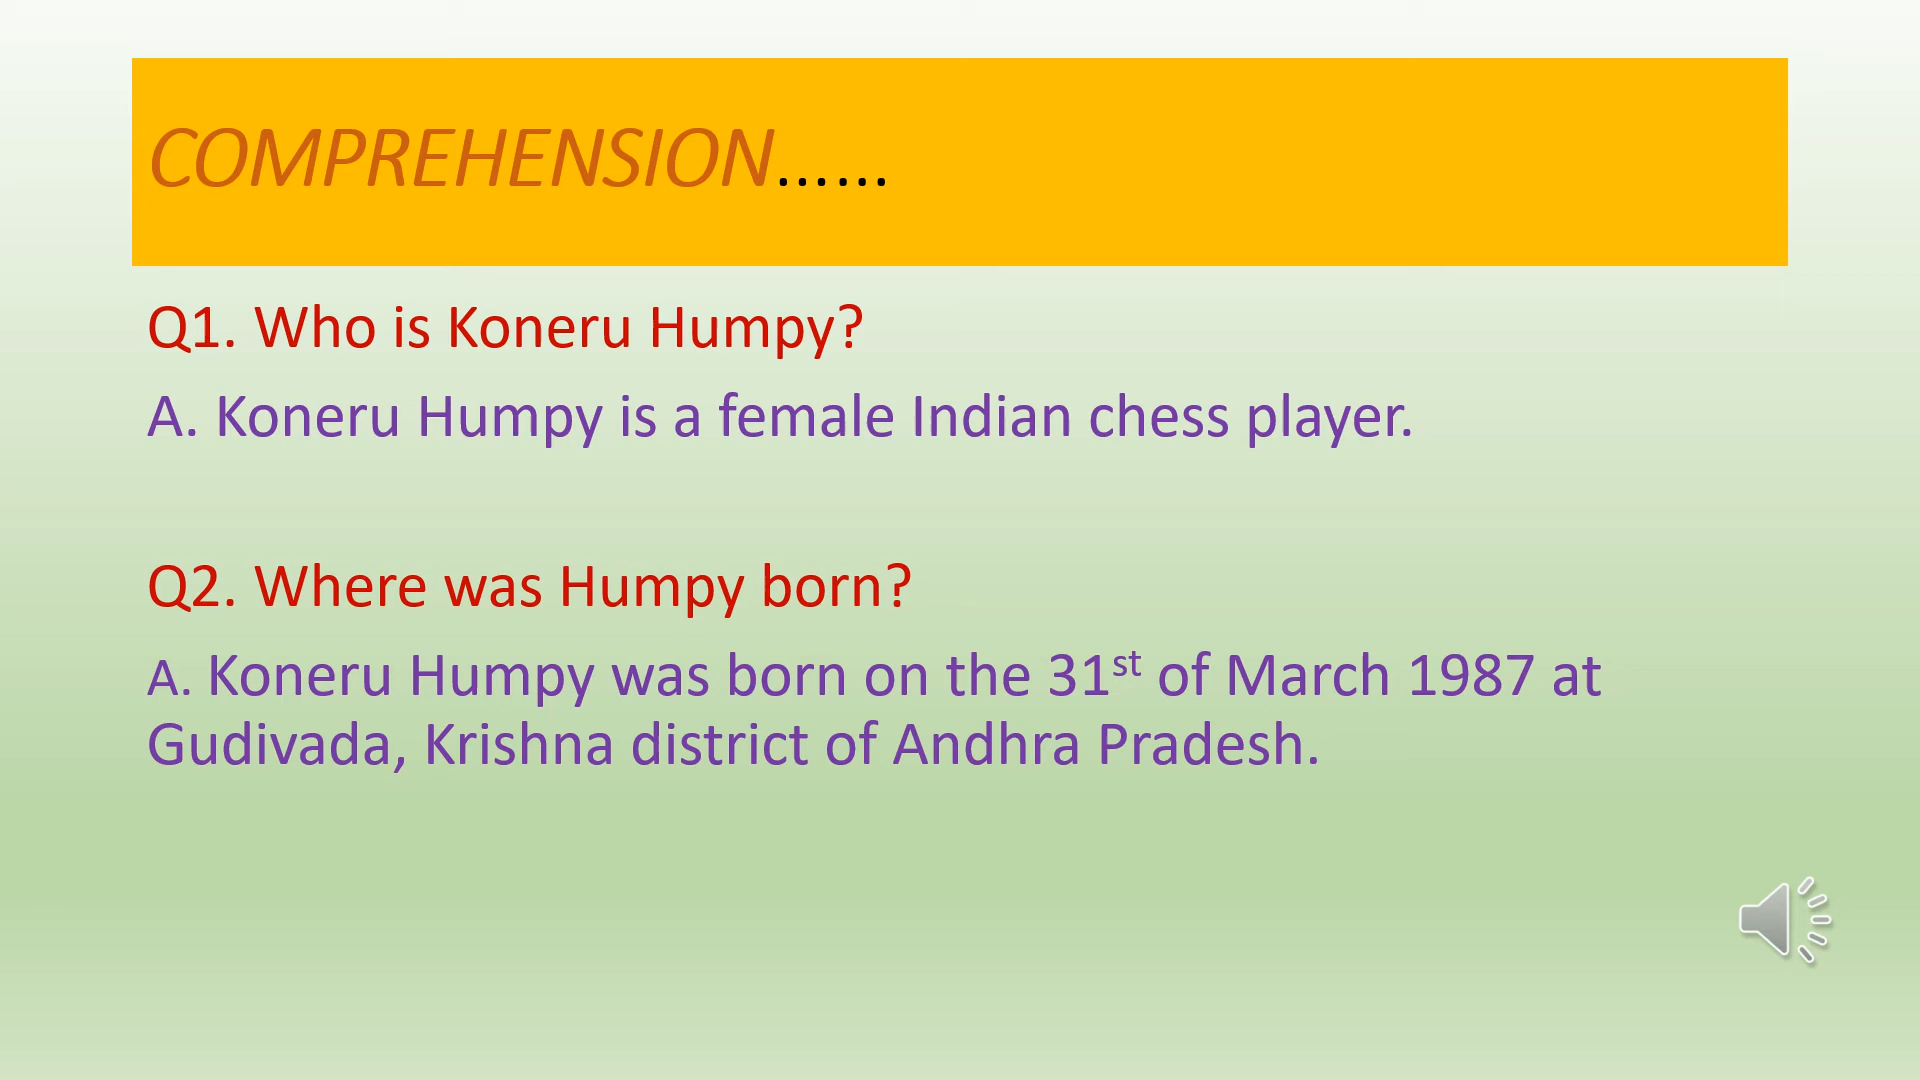 COMPREHENSION......
Q1. Who is Koneru Humpy?
A. Koneru Humpy is a female Indian chess player.
Q2. Where was Humpy born?
A. Koneru Humpy was born on the 31st of March 1987 at
Gudivada, Krishna district of Andhra Pradesh.